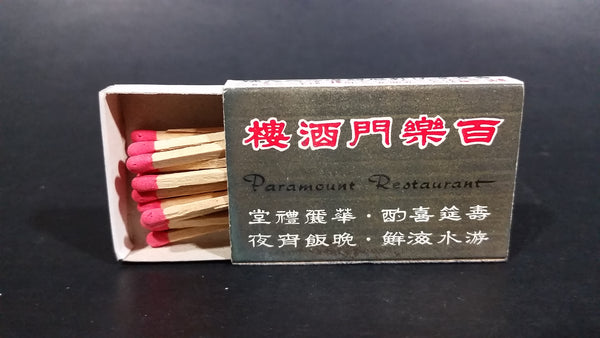 百樂門酒樓
Paramount Restaurant
壽筵喜酌・華麗禮堂
游水海鮮・晚飯宵夜